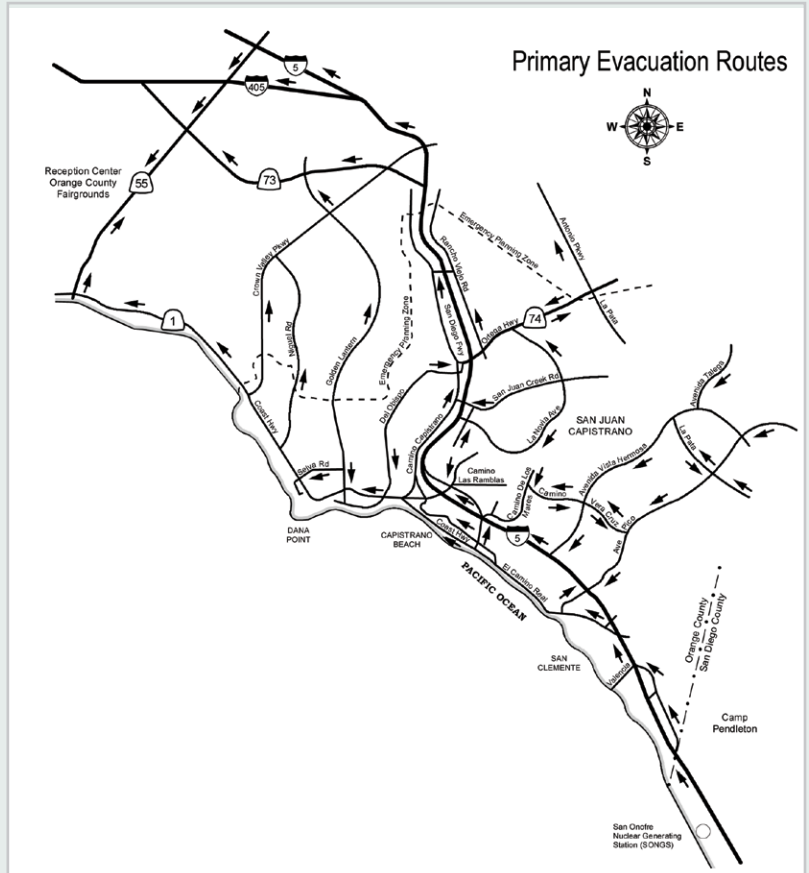 Primary Evacuation Routes
N
W E
S
5
405
Reception Center
Orange County
Fairgrounds
55
73
1
Crown Valley Pkwy
Niguel Rd
Golden Lantern
Emergency Planning Zone
Rancho Viejo Rd
Emergency Planning Zone
Antonio Pkwy
La Pata
San Diego Fwy
Ortega Hwy
74
Del Obispo
San Juan Creek Rd
La Novia Ave
SAN JUAN
CAPISTRANO
Avenida Talega
La Pata
Coast Hwy
Selva Rd
Camino Capistrano
Camino
Las Ramblas
Camino De Los
Mares
Camino
Vera Cruz
Avenida Vista Hermosa
Ave Pico
DANA
POINT
CAPISTRANO
BEACH
Coast Hwy
5
El Camino Real
PACIFIC OCEAN
SAN
CLEMENTE
Valencia
Orange County
San Diego County
Camp
Pendleton
San Onofre
Nuclear Generating
Station (SONGS)